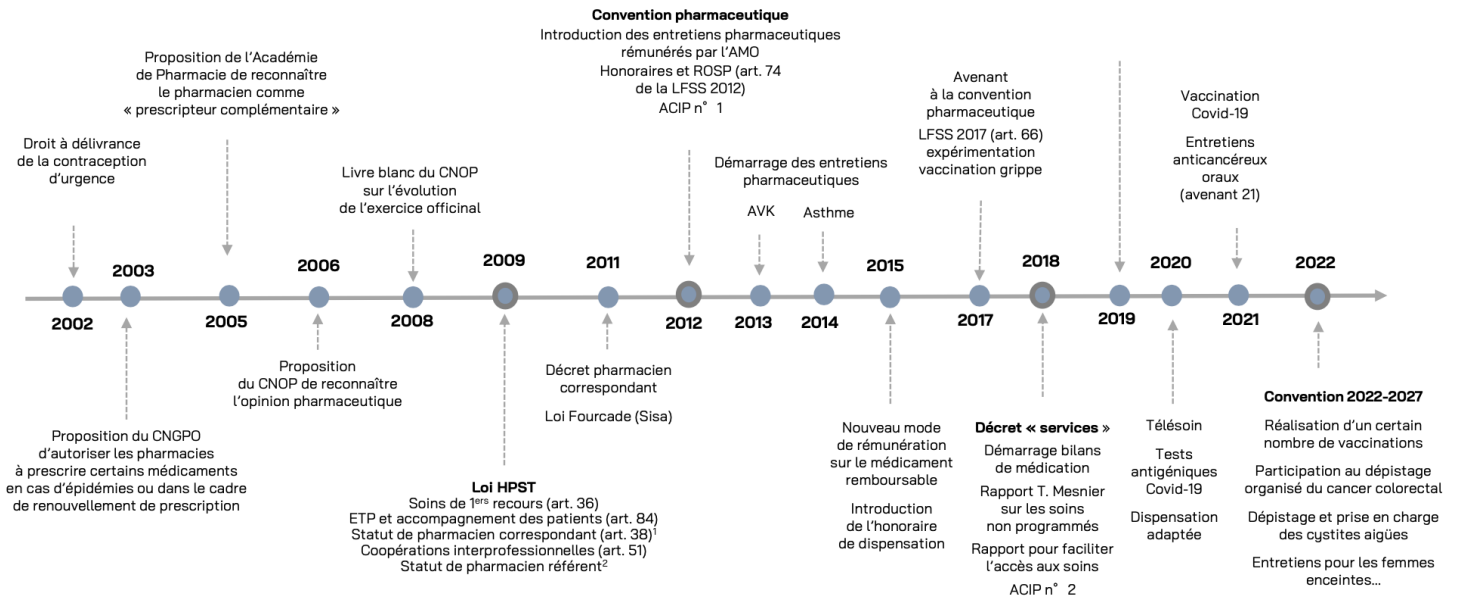 Convention pharmaceutique
Introduction des entretiens pharmaceutiques
rémunérés par l'AMO
Honoraires et ROSP (art. 74
de la LFSS 2012)
ACIP n° 1
Proposition de l'Académie
de Pharmacie de reconnaître
le pharmacien comme
« prescripteur complémentaire »
Avenant
à la convention
pharmaceutique
LFSS 2017 (art. 66)
expérimentation
vaccination grippe
Vaccination
Covid-19
Entretiens
anticancéreux
oraux
(avenant 21)
Droit à délivrance
de la contraception
d'urgence
Livre blanc du CNOP
sur l'évolution
de l'exercice officinal
Démarrage des entretiens
pharmaceutiques
AVK
Asthme
2003
2006
2009
2011
2015
2018
2020
2022
2002
2005
2008
2012
2013
2014
2017
2019
2021
Proposition du CNGPO
d'autoriser les pharmacies
à prescrire certains médicaments
en cas d'épidémies ou dans le cadre
de renouvellement de prescription
Proposition
du CNOP de reconnaître
l'opinion pharmaceutique
Loi HPST
Soins de 1ers recours (art. 36)
ETP et accompagnement des patients (art. 84)
Statut de pharmacien correspondant (art. 38)1
Coopérations interprofessionnelles (art. 51)
Statut de pharmacien référent2
Décret pharmacien
correspondant
Loi Fourcade (Sisa)
Nouveau mode
de rémunération
sur le médicament
remboursable
Introduction
de l'honoraire
de dispensation
Décret « services »
Démarrage bilans
de médication
Rapport T. Mesnier
sur les soins
non programmés
Rapport pour faciliter
l'accès aux soins
ACIP n° 2
Télésoin
Tests
antigéniques
Covid-19
Dispensation
adaptée
Convention 2022-2027
Réalisation d'un certain
nombre de vaccinations
Participation au dépistage
organisé du cancer colorectal
Dépistage et prise en charge
des cystites aigües
Entretiens pour les femmes
enceintes…